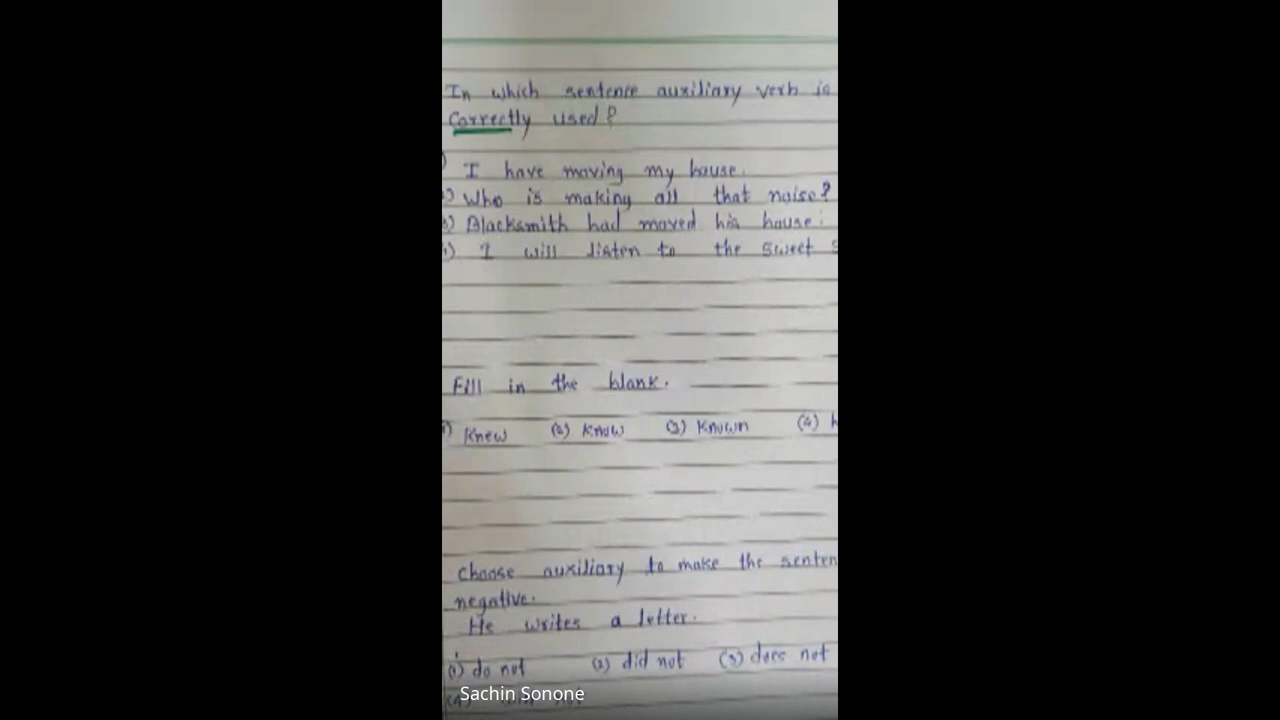 In which sentence auxiliary verb is
correctly used?
I have moving my house.
2) Who is making all that noise?
3) Blacksmith had moved his house.
4) I will listen to the sweet s
Fill in the blank.
1) Knew (2) know (3) Known (4) k
choose auxiliary to make the senten
negative.
He writes a letter.
(1) do not (2) did not (3) does not
(4)
Sachin Sonone